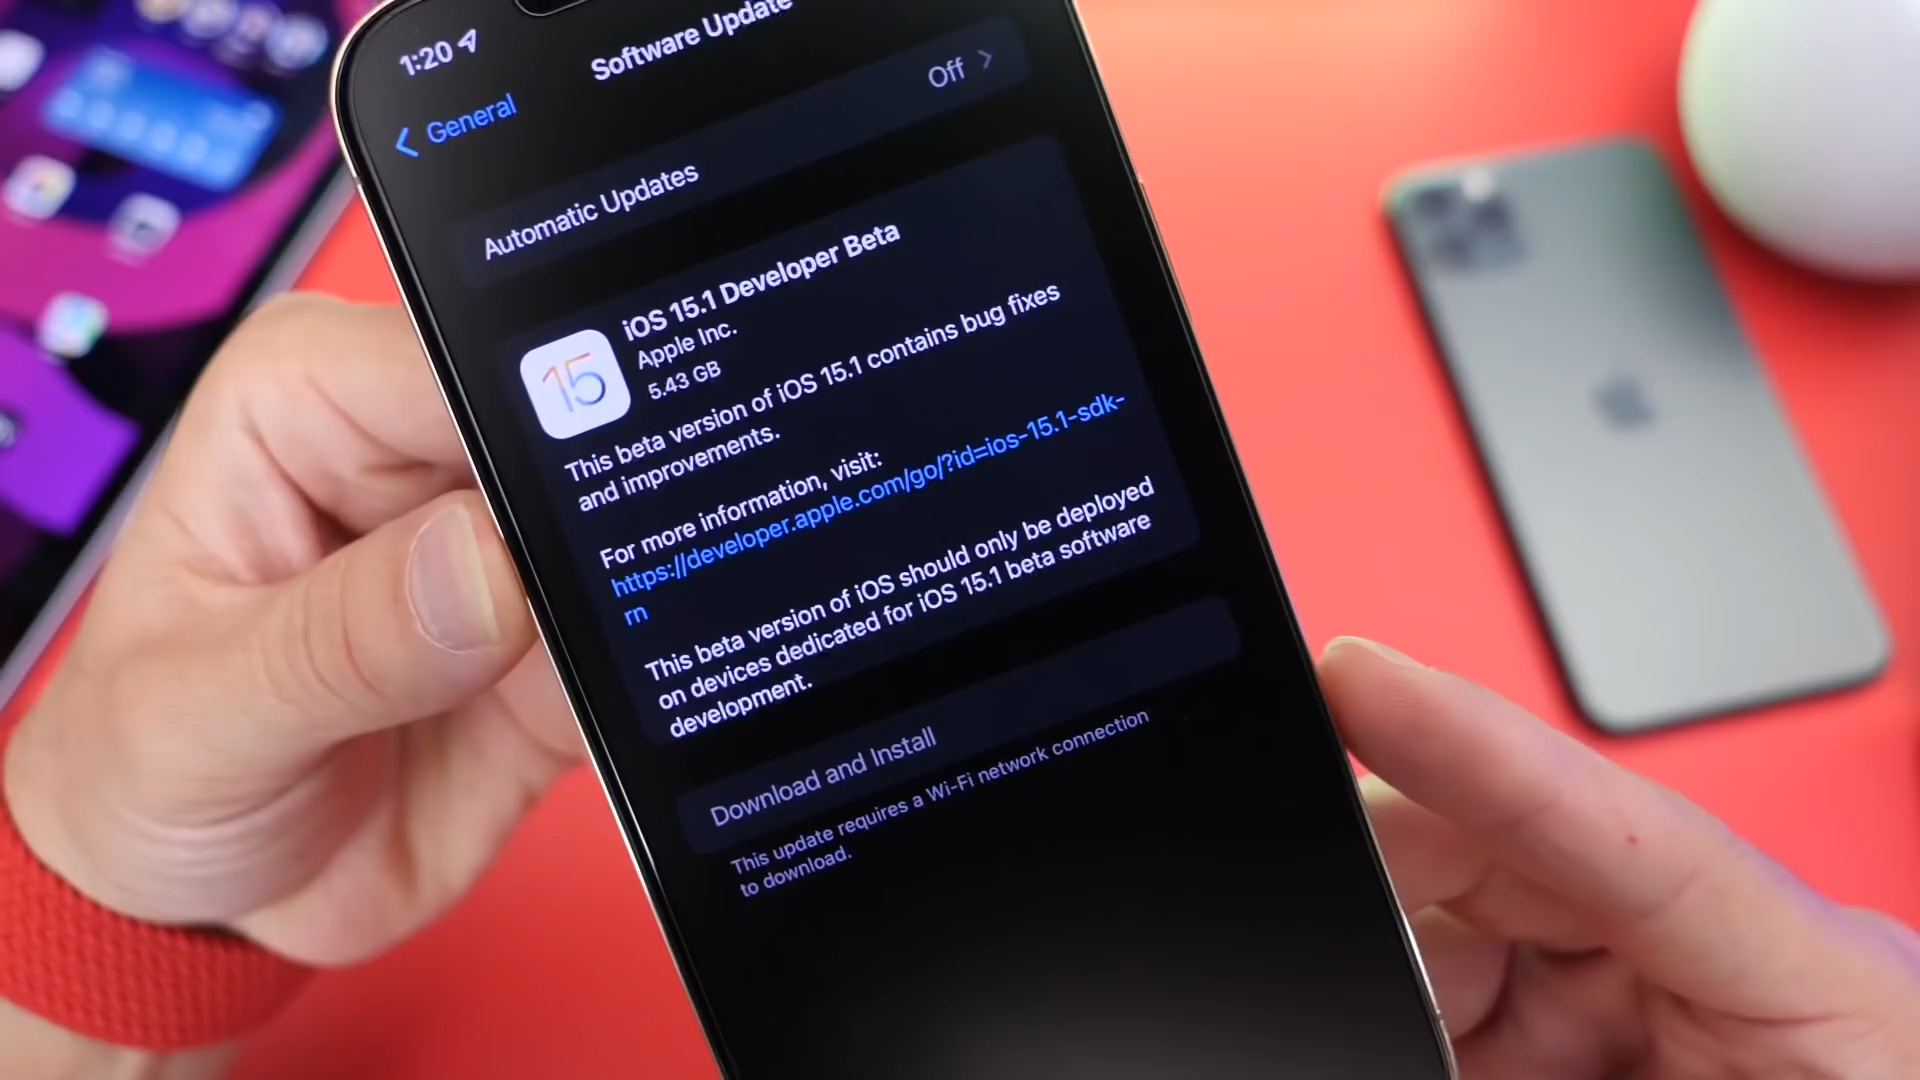 1:20
Software Update
General
Automatic Updates
Off
iOS 15.1 Developer Beta
Apple Inc.
5.43 GB
15
This beta version of iOS 15.1 contains bug fixes
and improvements.
For more information, visit:
https://developer.apple.com/go/?id=ios-15.1-sdk-
rn
This beta version of iOS should only be deployed
on devices dedicated for iOS 15.1 beta software
development.
Download and Install
This update requires a Wi-Fi network connection
to download.